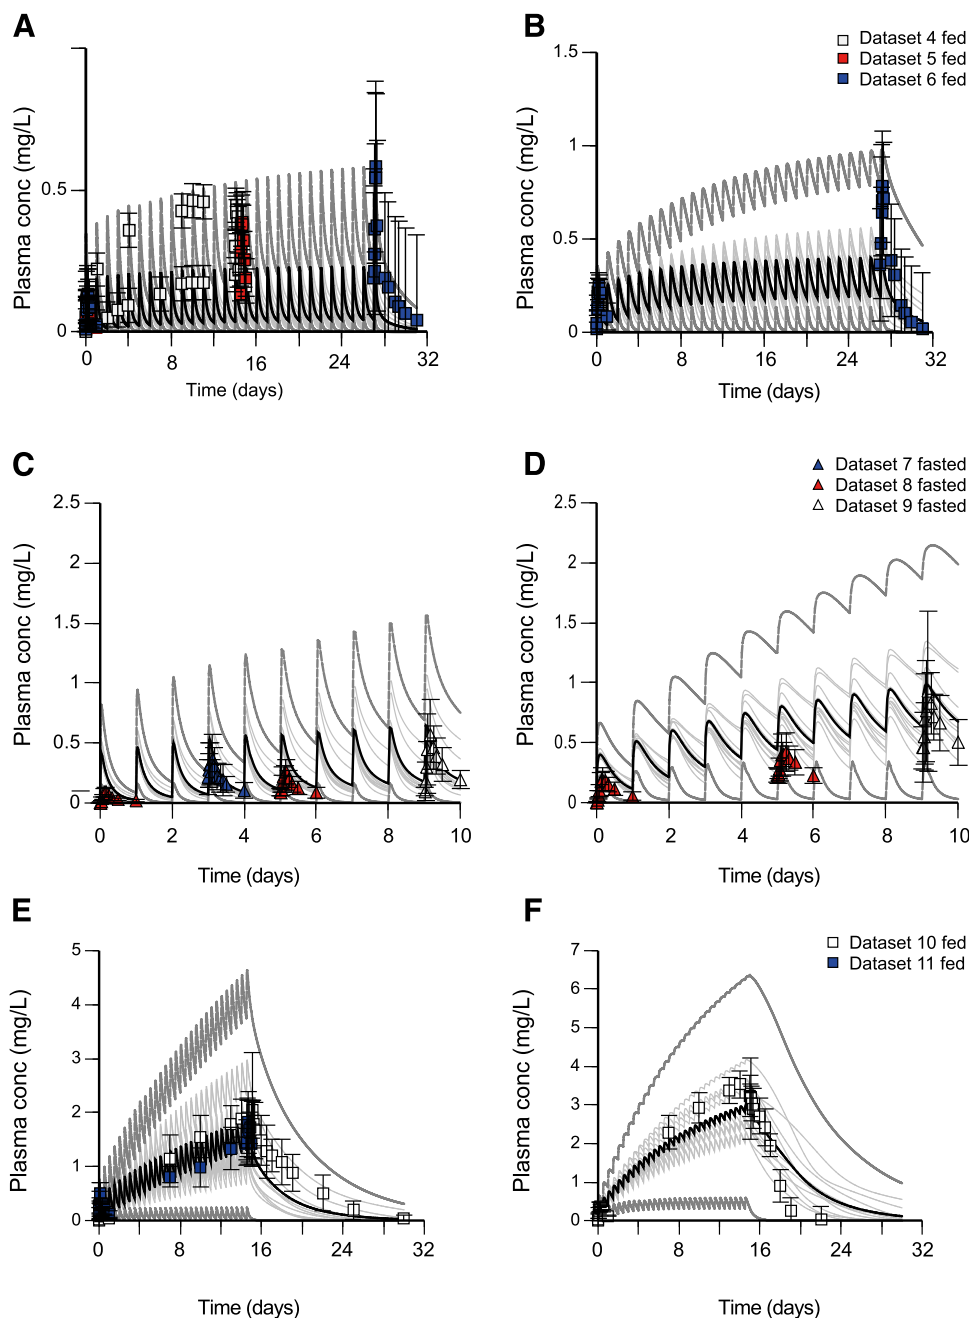 A
B
Dataset 4 fed
Dataset 5 fed
Dataset 6 fed
Plasma conc (mg/L)
0.5
0
0
8
16
24
32
Time (days)
Plasma conc (mg/L)
1.5
1
0.5
0
0
8
16
24
32
Time (days)
C
D
Dataset 7 fasted
Dataset 8 fasted
Dataset 9 fasted
Plasma conc (mg/L)
2.5
2
1.5
1
0.5
0
0
2
4
6
8
10
Time (days)
Plasma conc (mg/L)
2.5
2
1.5
1
0.5
0
0
2
4
6
8
10
Time (days)
E
F
Dataset 10 fed
Dataset 11 fed
Plasma conc (mg/L)
5
4
3
2
1
0
0
8
16
24
32
Time (days)
Plasma conc (mg/L)
7
6
5
4
3
2
1
0
0
8
16
24
32
Time (days)